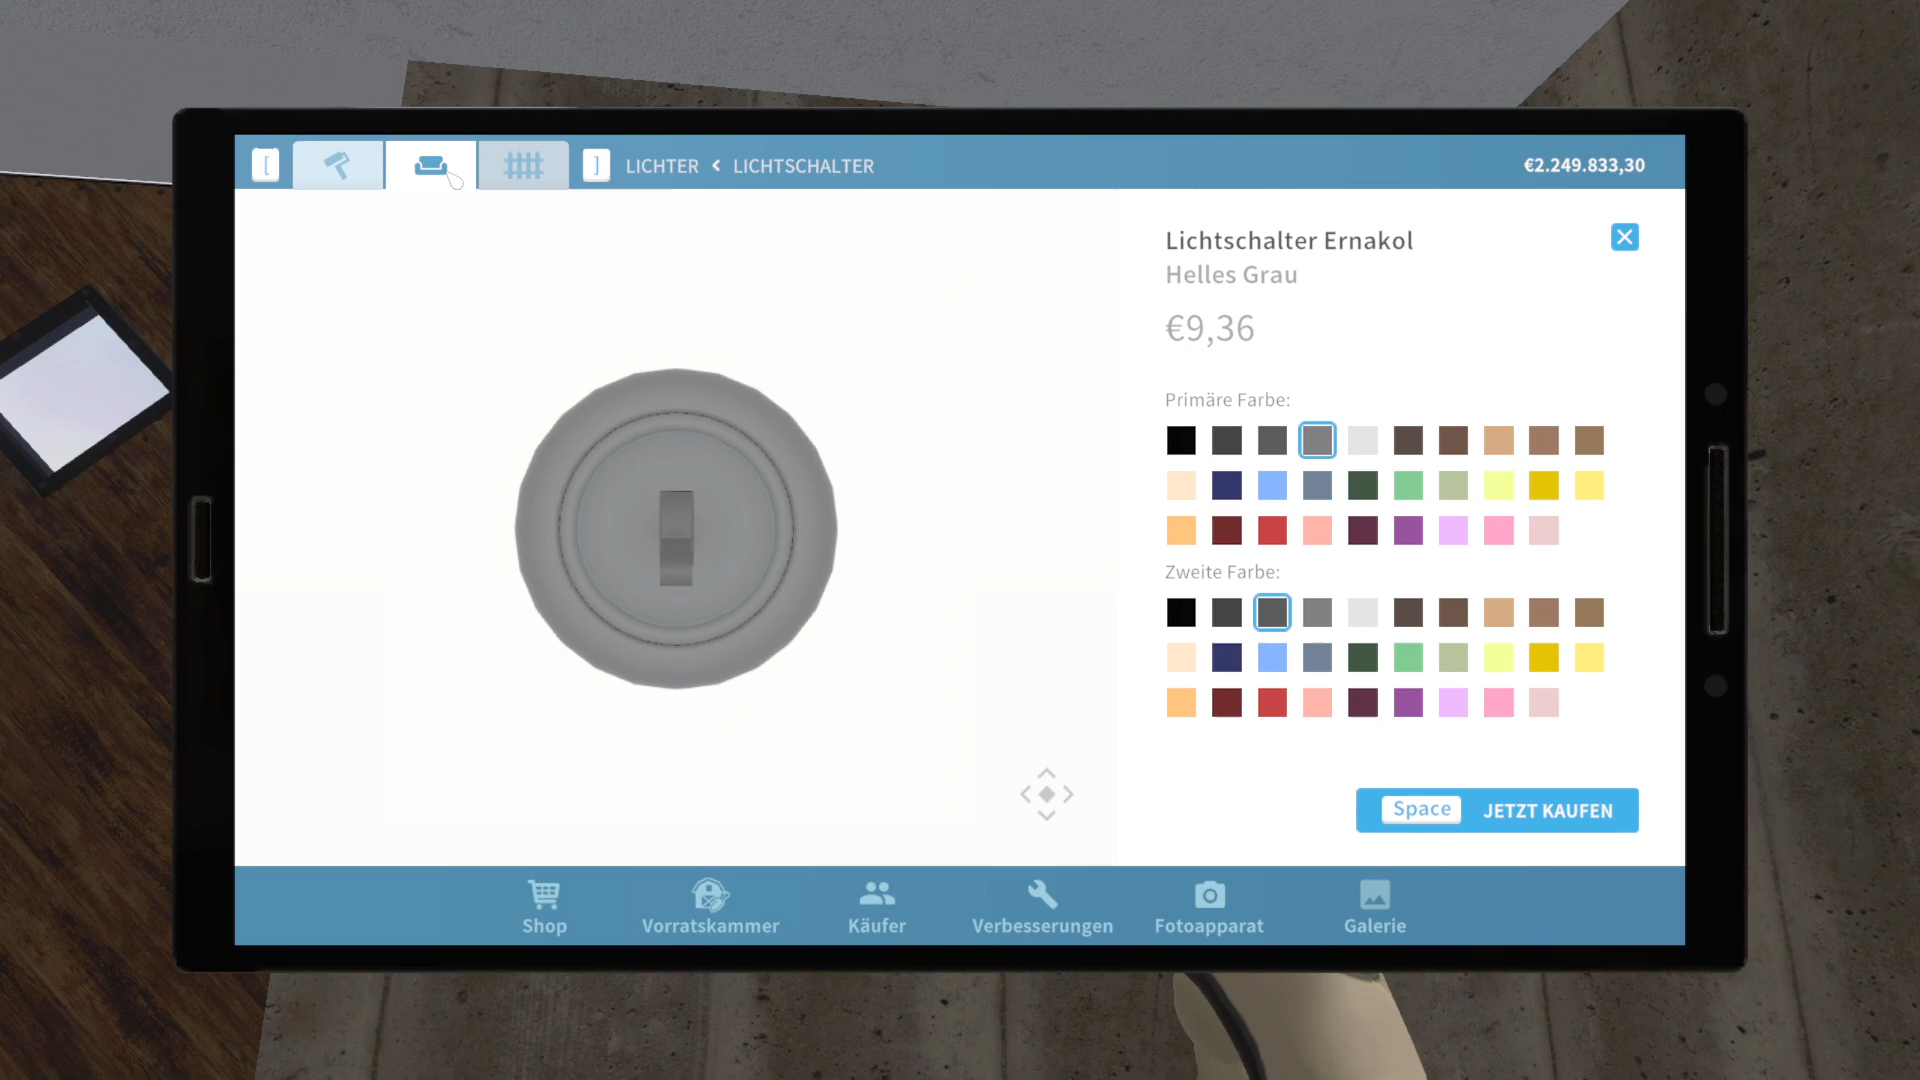 [
]
LICHTER < LICHTSCHALTER
€2.249.833,30
Lichtschalter Ernakol
Helles Grau
€9,36
Primäre Farbe:
Zweite Farbe:
Space JETZT KAUFEN
Shop
Vorratskammer
Käufer
Verbesserungen
Fotoapparat
Galerie